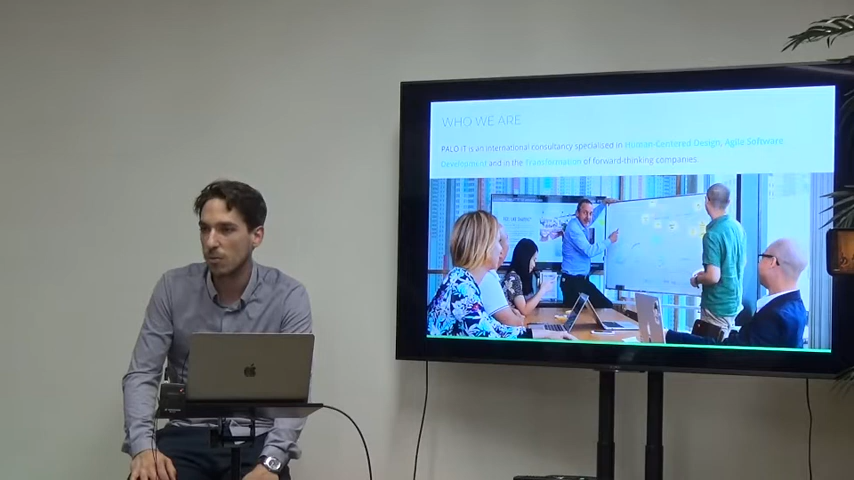 WHO WE ARE
PALO IT is an international consultancy specialised in Human-Centered Design, Agile Software
Development and in the Transformation of forward-thinking companies